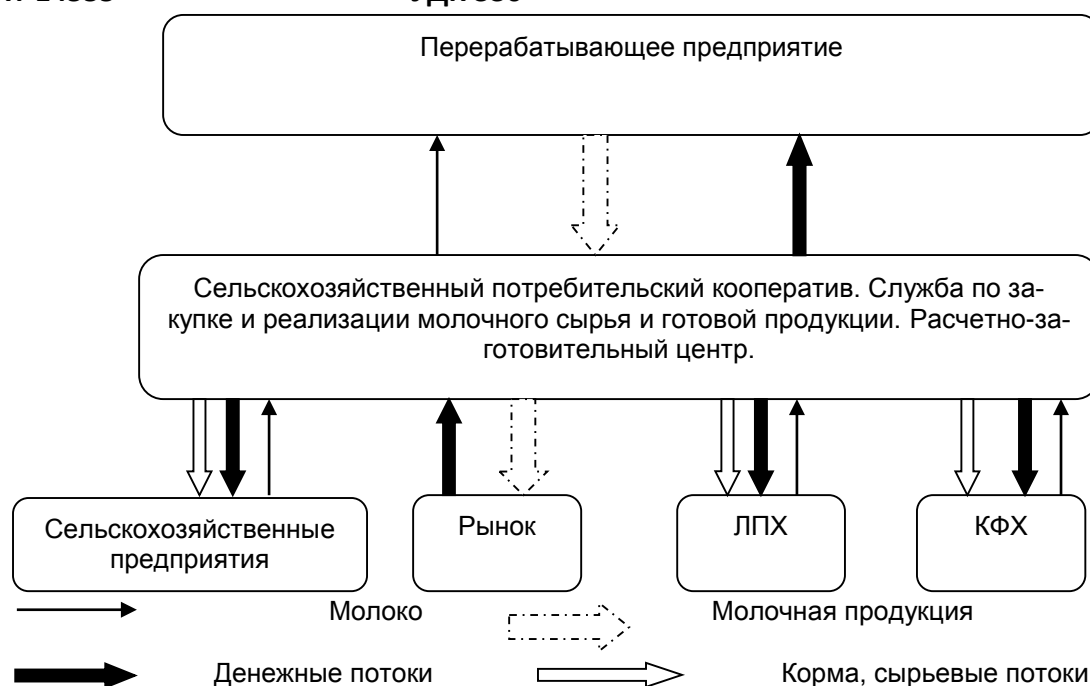 Перерабатывающее предприятие
Сельскохозяйственный потребительский кооператив. Служба по за-
купке и реализации молочного сырья и готовой продукции. Расчетно-за-
готовительный центр.
Сельскохозяйственные
предприятия
Рынок
ЛПХ
КФХ
Молоко
Молочная продукция
Денежные потоки
Корма, сырьевые потоки